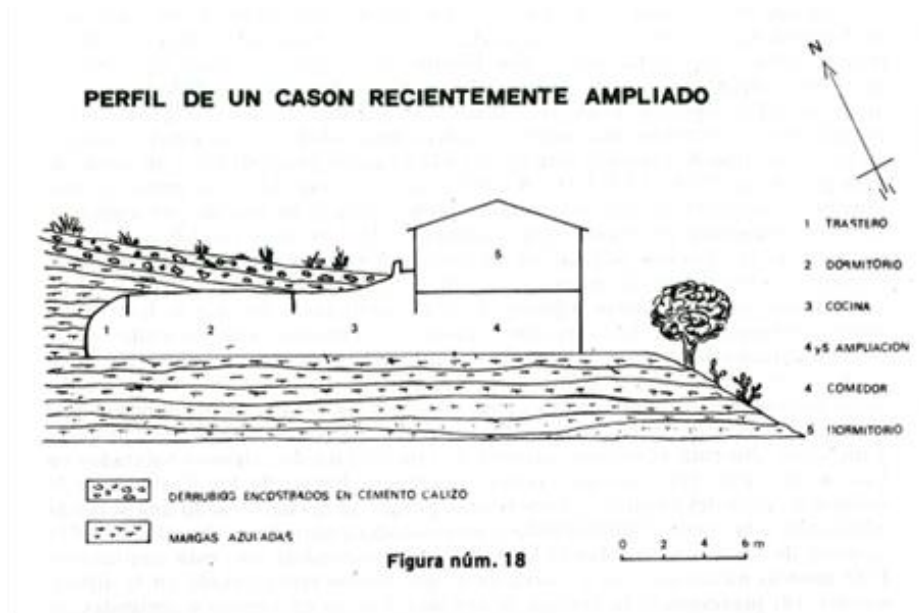 PERFIL DE UN CASON RECIENTEMENTE AMPLIADO
N
1 TRASTERO
2 DORMITORIO
3 COCINA
4 y 5 AMPLIACION
4 COMEDOR
5 DORMITORIO
5
1 2 3 4
DERRUBIOS ENCOSTRADOS EN CEMENTO CALIZO
MARGAS AZULADAS
Figura núm. 18
0 2 4 6 m